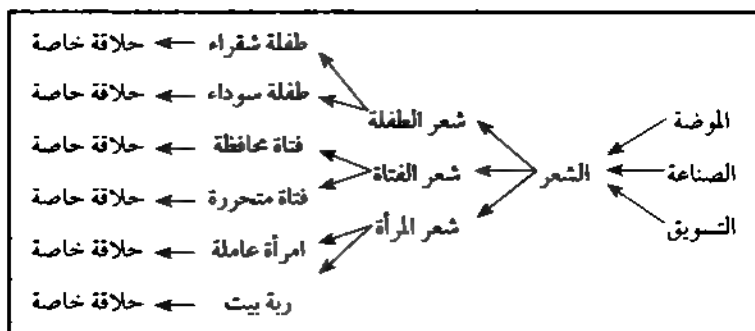 طفلة شقراء حلاقة خاصة
الموضة شعر الطفلة طفلة سوداء حلاقة خاصة
فتاة محافظة حلاقة خاصة
الصناعة الشعر شعر الفتاة
فتاة متحررة حلاقة خاصة
التسويق شعر المرأة
امرأة عاملة حلاقة خاصة
ربة بيت حلاقة خاصة